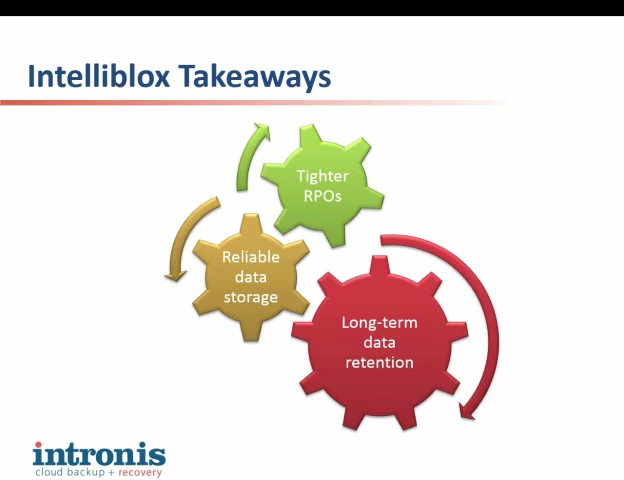 Intelliblox Takeaways
Tighter
RPOs
Reliable
data
storage
Long-term
data
retention
intronis
cloud backup + recovery